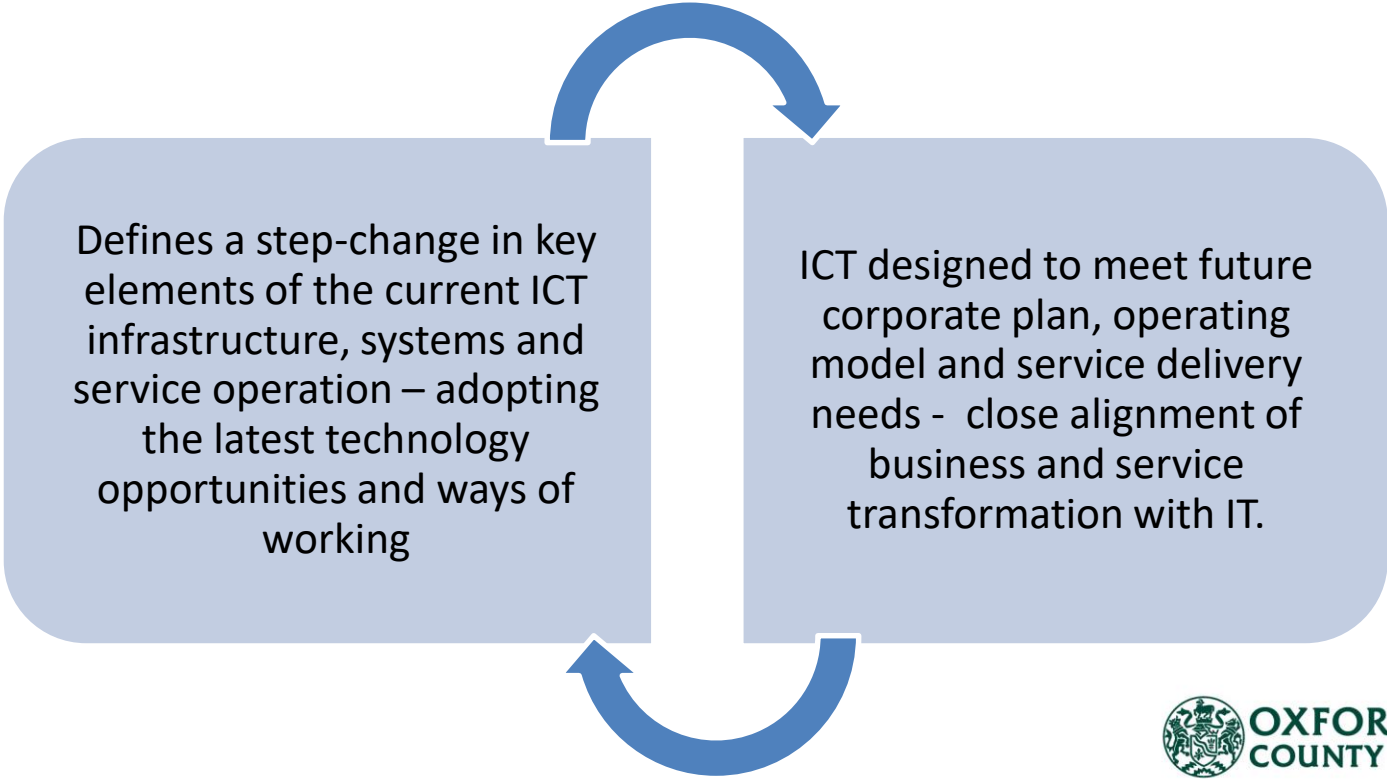 Defines a step-change in key
elements of the current ICT
infrastructure, systems and
service operation – adopting
the latest technology
opportunities and ways of
working
ICT designed to meet future
corporate plan, operating
model and service delivery
needs -  close alignment of
business and service
transformation with IT.
OXFOR
COUNTY